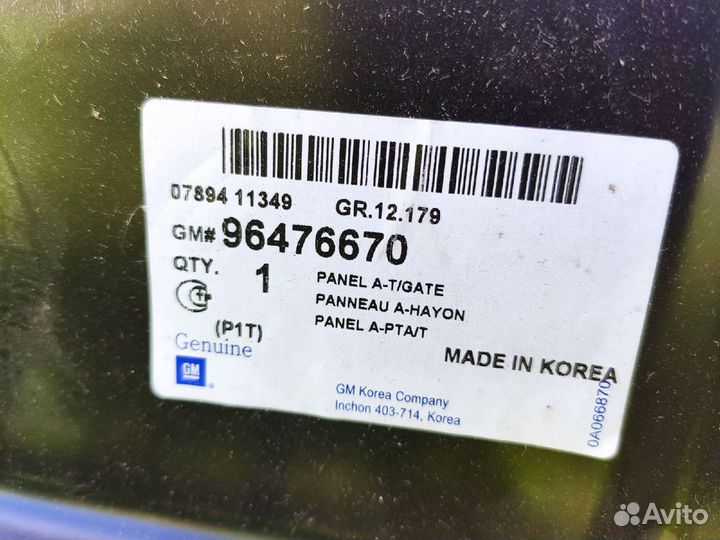 07894 11349 GR.12.179
GM# 96476670
QTY. 1
PANEL A-T/GATE
PANNEAU A-HAYON
PANEL A-PTA/T
(P1T)
MADE IN KOREA
Genuine
GM
GM Korea Company
Inchon 403-714, Korea
0A066870
Avito